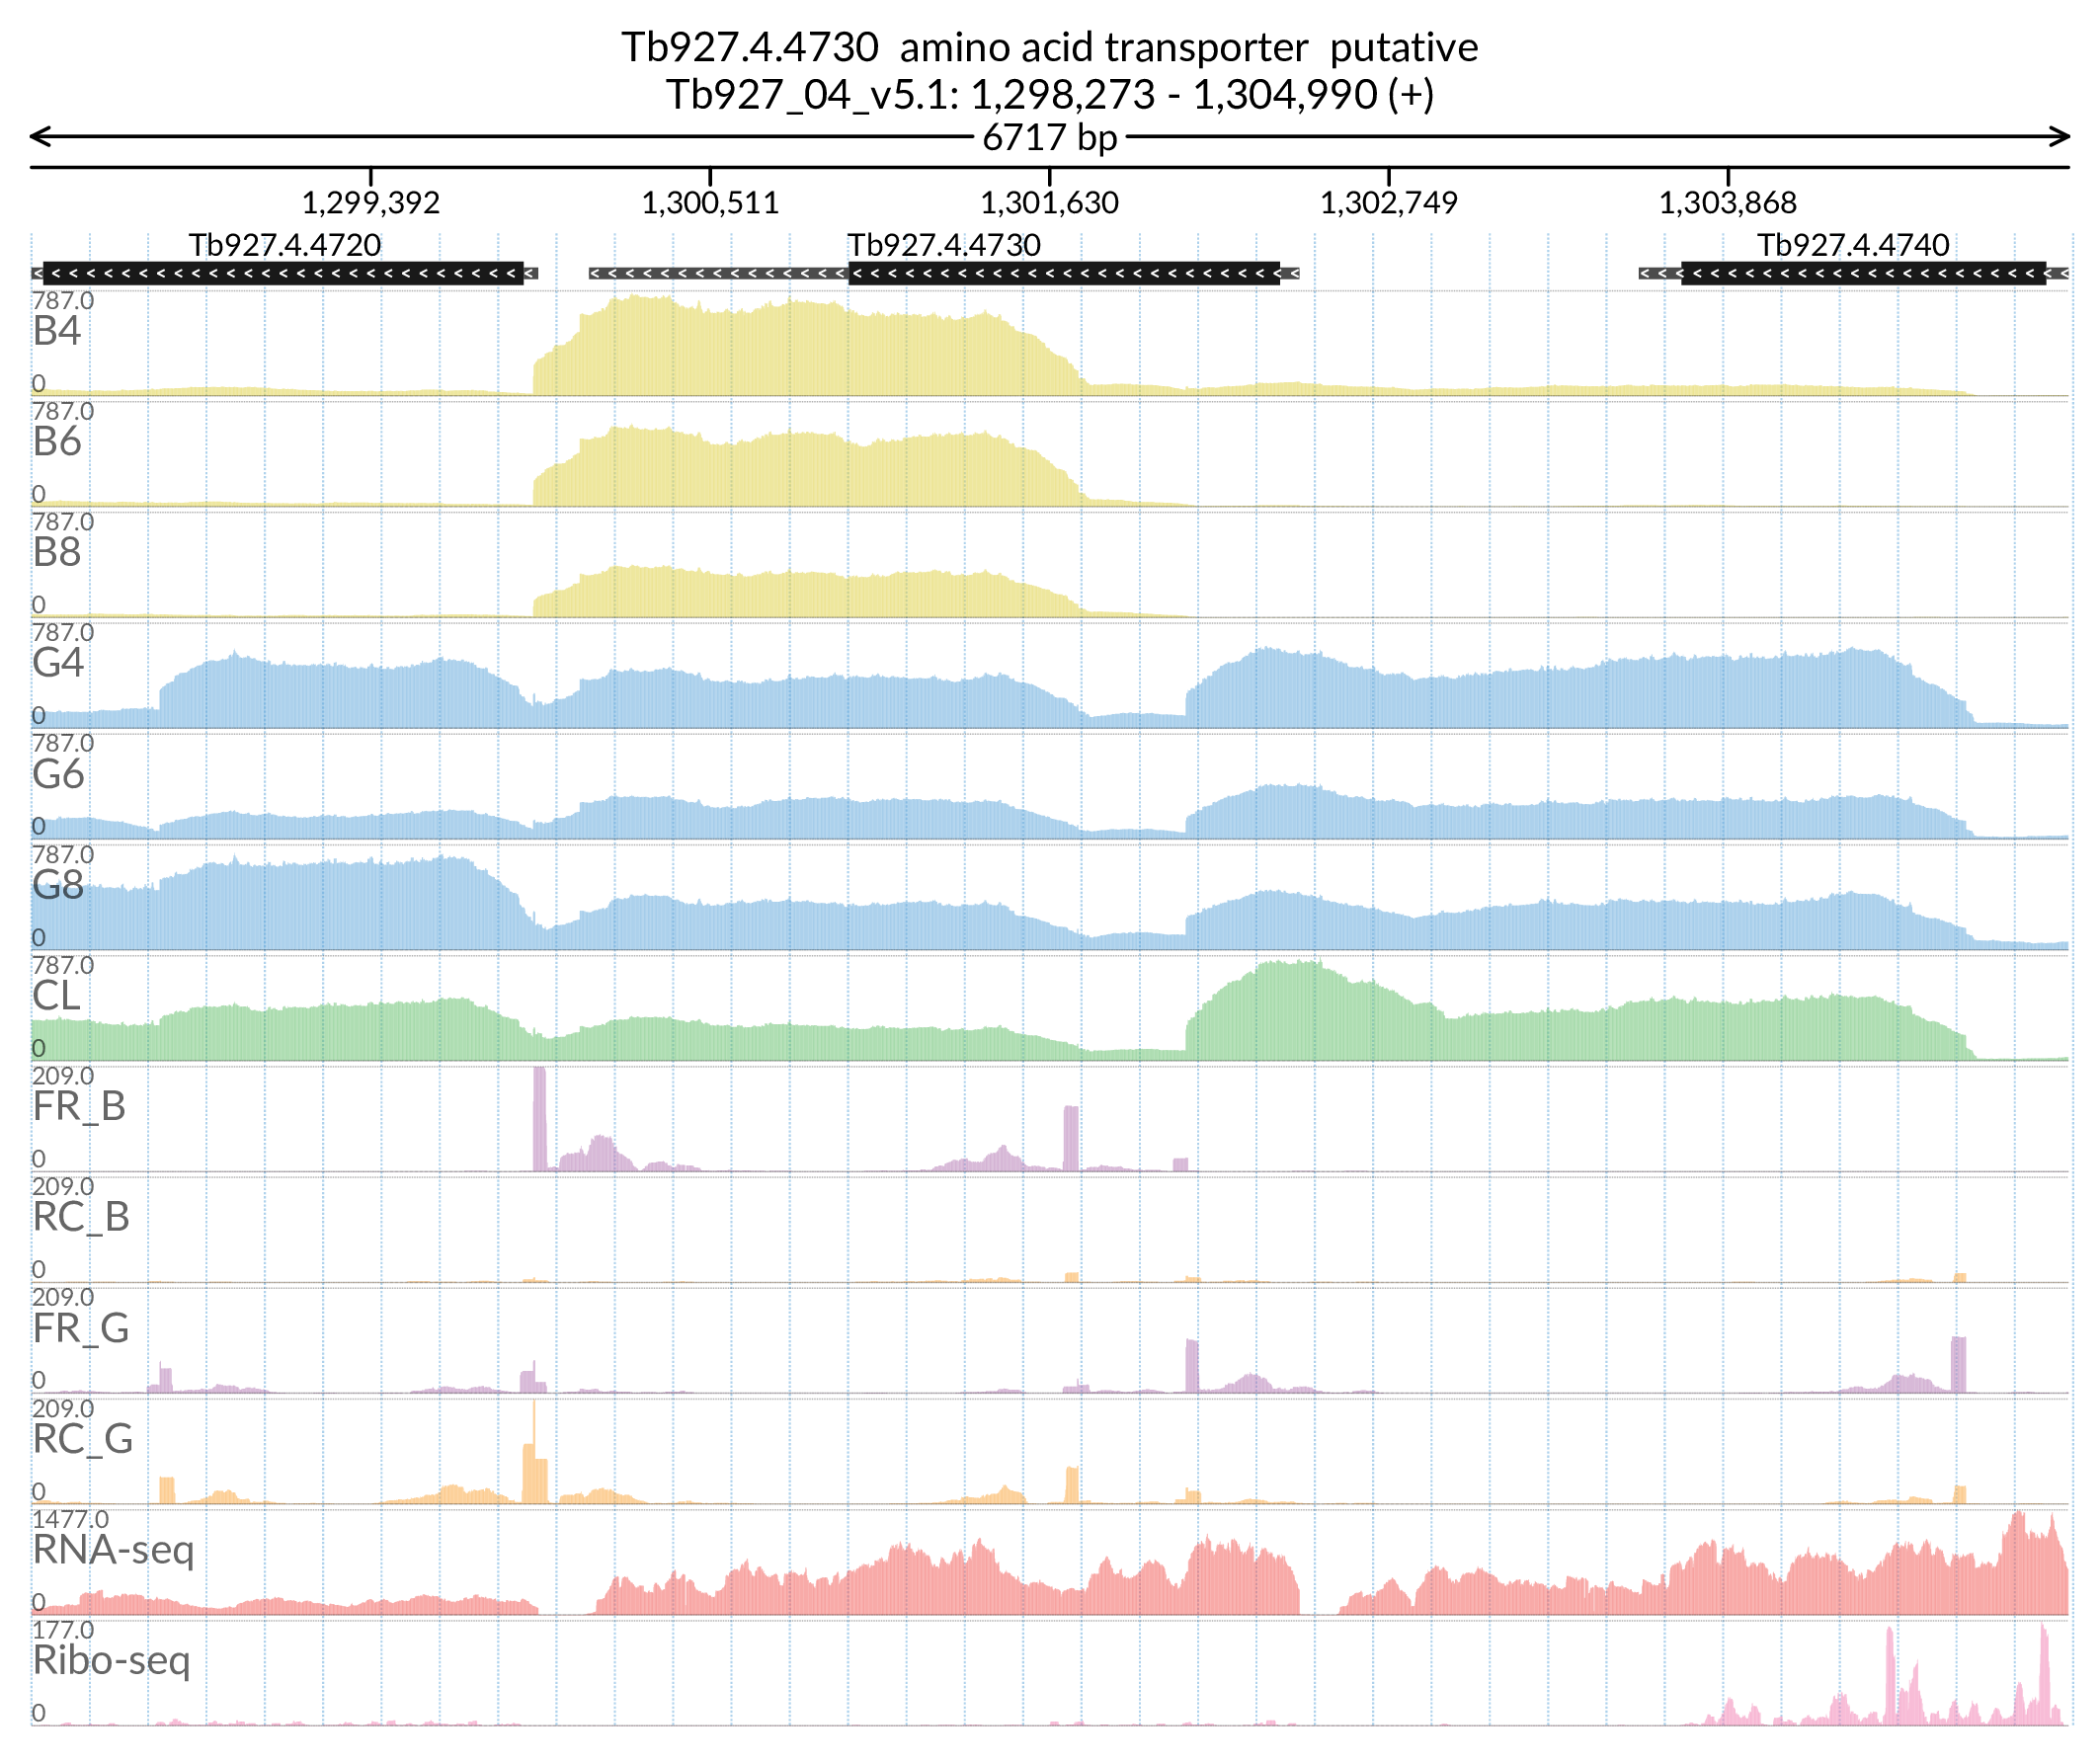 Tb927.4.4730 amino acid transporter putative
Tb927_04_v5.1: 1,298,273 - 1,304,990 (+)
6717 bp
1,299,392 1,300,511 1,301,630 1,302,749 1,303,868
Tb927.4.4720 Tb927.4.4730 Tb927.4.4740
787.0
B4
0
787.0
B6
0
787.0
B8
0
787.0
G4
0
787.0
G6
0
787.0
G8
0
787.0
CL
0
209.0
FR_B
0
209.0
RC_B
0
209.0
FR_G
0
209.0
RC_G
0
1477.0
RNA-seq
0
177.0
Ribo-seq
0